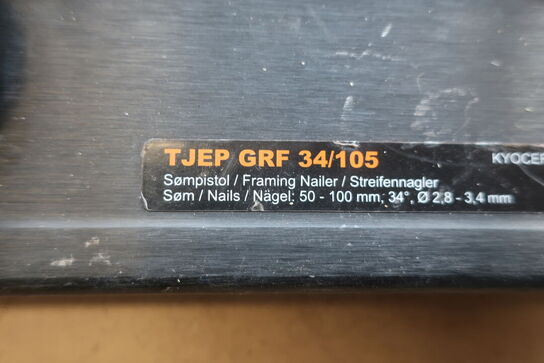 TJEP GRF 34/105
KYOCER
Sømpistol / Framing Nailer / Streifennagler
Søm / Nails / Nägel: 50 - 100 mm, 34°, Ø 2,8 - 3,4 mm